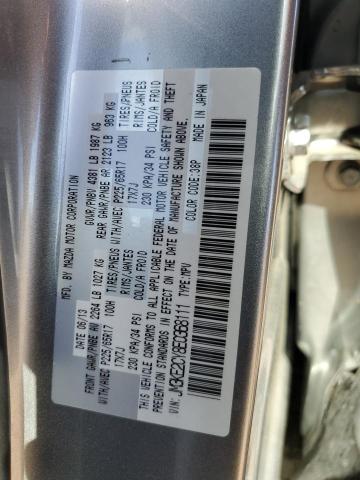 MFD. BY MAZDA MOTOR CORPORATION
DATE 06/13 GVWR/PNBV 4381 LB 1987 KG
FRONT GAWR/PNBE AV 2264 LB 1027 KG REAR GAWR/PNBE AR 2123 LB 963 KG
WITH/AVEC P225/65R17 100H TIRES/PNEUS WITH/AVEC P225/65R17 100H TIRES/PNEUS
17X7J RIMS/JANTES 17X7J RIMS/JANTES
230 KPA/34 PSI COLD/A FROID 230 KPA/34 PSI COLD/A FROID
THIS VEHICLE CONFORMS TO ALL APPLICABLE FEDERAL MOTOR VEHICLE SAFETY AND THEFT
PREVENTION STANDARDS IN EFFECT ON THE DATE OF MANUFACTURE SHOWN ABOVE.
VIN: TYPE:MPV COLOR CODE:38P MADE IN JAPAN